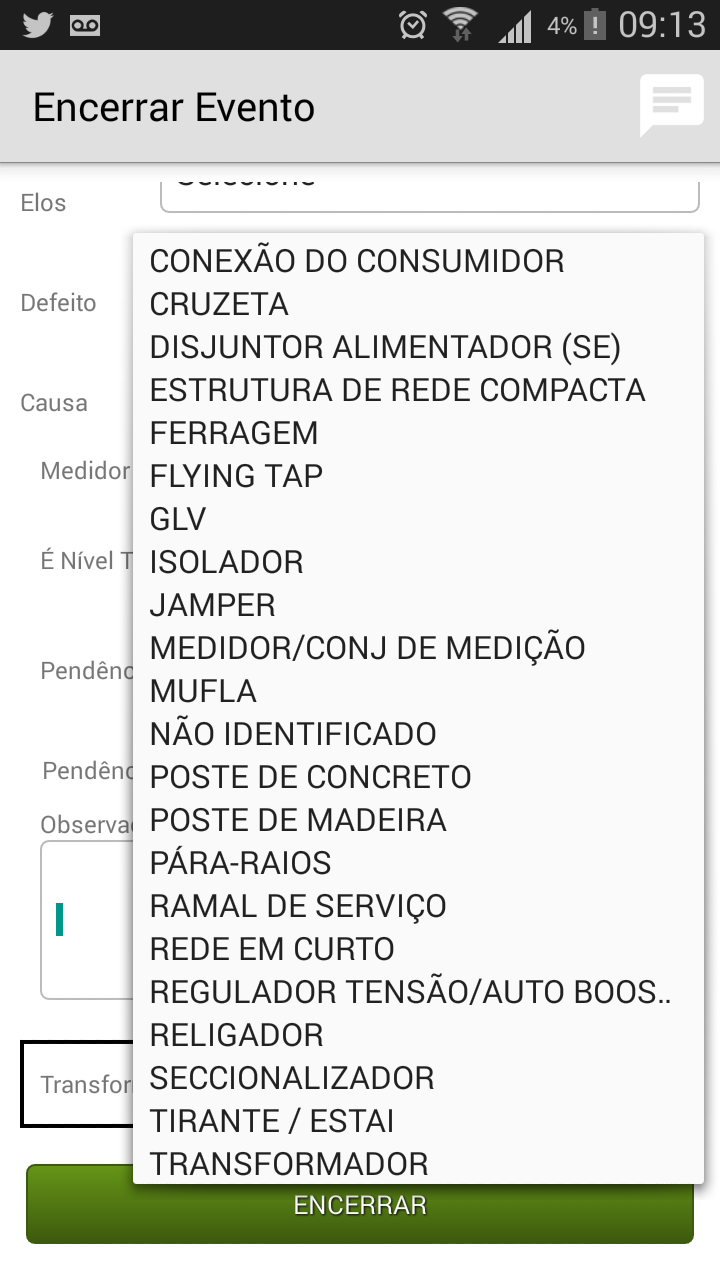 4% 09:13
Encerrar Evento
Elos
CONEXÃO DO CONSUMIDOR
Defeito
CRUZETA
DISJUNTOR ALIMENTADOR (SE)
ESTRUTURA DE REDE COMPACTA
Causa
FERRAGEM
Medidor
FLYING TAP
GLV
É Nível T
ISOLADOR
JAMPER
MEDIDOR/CONJ DE MEDIÇÃO
Pendênc
MUFLA
NÃO IDENTIFICADO
Pendênc
POSTE DE CONCRETO
Observa
POSTE DE MADEIRA
PÁRA-RAIOS
RAMAL DE SERVIÇO
REDE EM CURTO
REGULADOR TENSÃO/AUTO BOOS..
RELIGADOR
Transfor
SECCIONALIZADOR
TIRANTE / ESTAI
TRANSFORMADOR
ENCERRAR